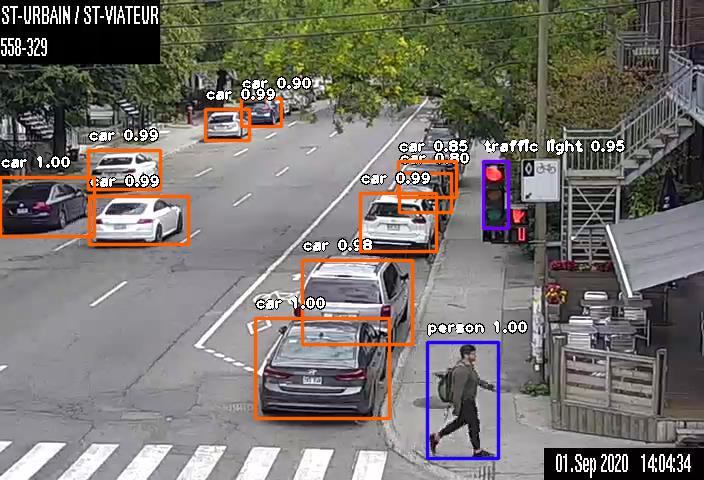 ST-URBAIN / ST-VIATEUR
558-329
car 0.90
car 0.99
car 0.99
car 1.00
car 0.99
car 0.85
car 0.80
car 0.99
traffic light 0.95
car 0.98
car 1.00
person 1.00
01.Sep 2020 14:04:34